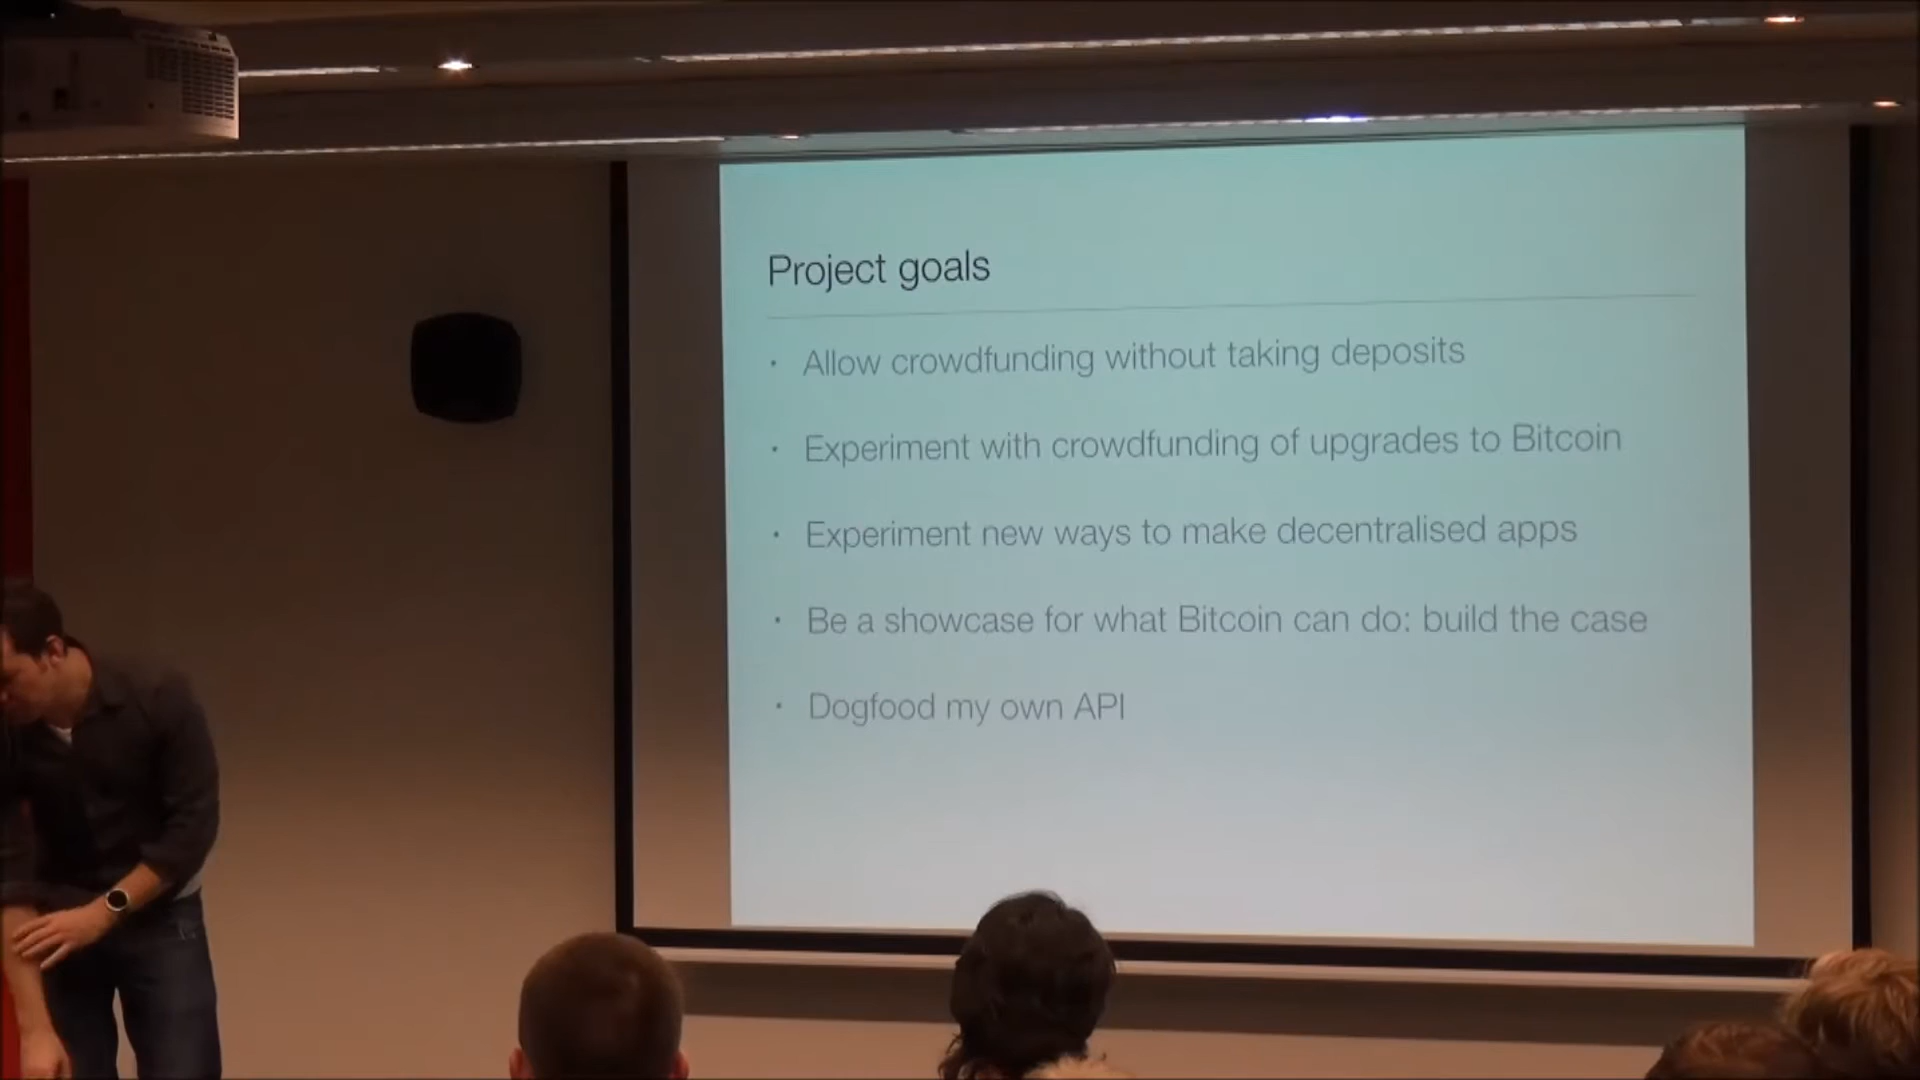 Project goals
· Allow crowdfunding without taking deposits
· Experiment with crowdfunding of upgrades to Bitcoin
· Experiment new ways to make decentralised apps
· Be a showcase for what Bitcoin can do: build the case
· Dogfood my own API